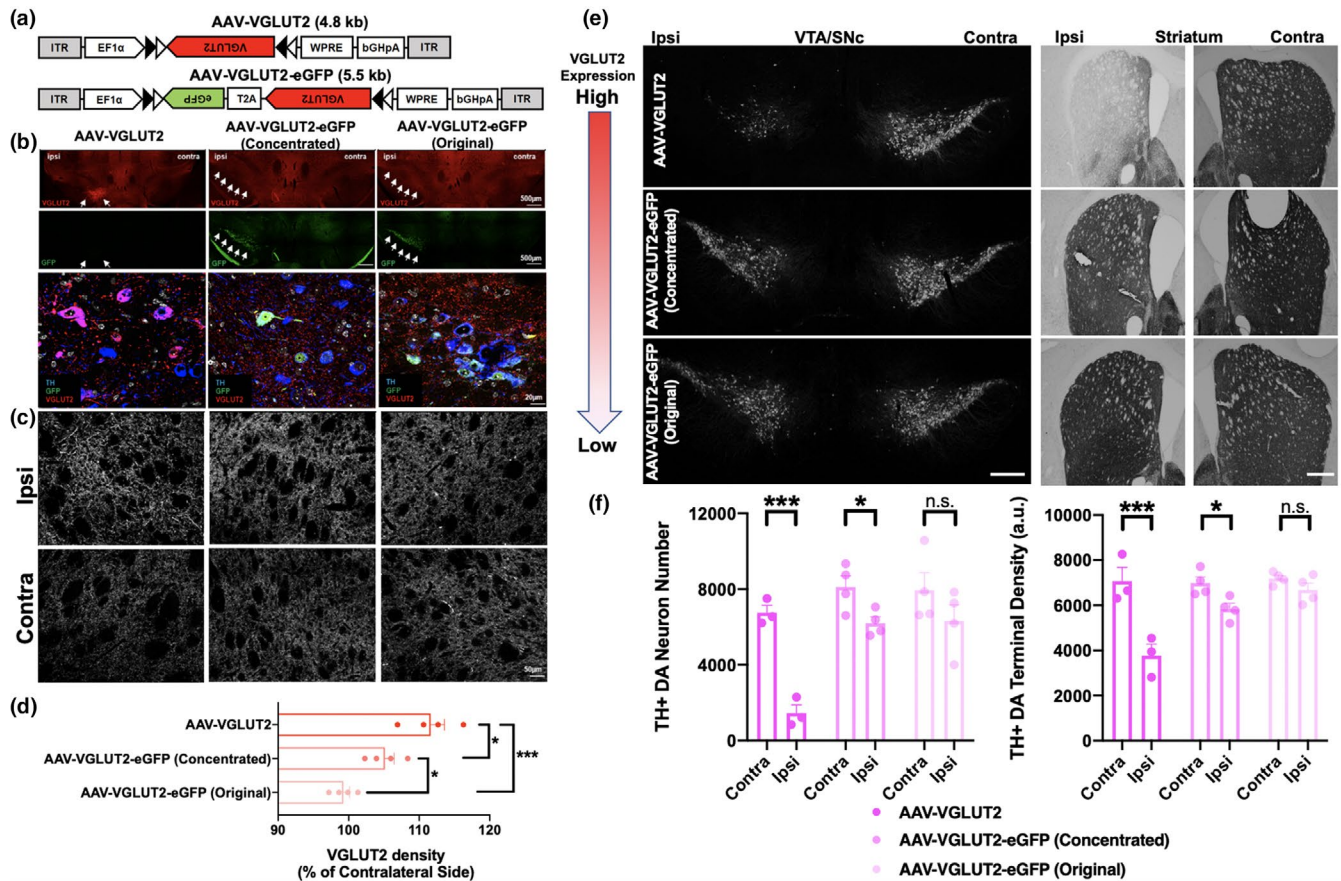 (a)
AAV-VGLUT2 (4.8 kb)
ITR EF1α VGLUT2 WPRE bGHpA ITR
AAV-VGLUT2-eGFP (5.5 kb)
ITR EF1α eGFP T2A VGLUT2 WPRE bGHpA ITR
(b)
AAV-VGLUT2
AAV-VGLUT2-eGFP
(Concentrated)
AAV-VGLUT2-eGFP
(Original)
ipsi contra ipsi contra ipsi contra
VGLUT2 VGLUT2 VGLUT2 500μm
GFP GFP GFP 500μm
TH TH TH
GFP GFP GFP
VGLUT2 VGLUT2 VGLUT2 20μm
(c)
Ipsi
Contra
50μm
(d)
AAV-VGLUT2
AAV-VGLUT2-eGFP (Concentrated)
AAV-VGLUT2-eGFP (Original)
* * ***
90 100 110 120
VGLUT2 density
(% of Contralateral Side)
(e)
VGLUT2
Expression
High
Low
Ipsi VTA/SNc Contra
Ipsi Striatum Contra
AAV-VGLUT2
AAV-VGLUT2-eGFP
(Concentrated)
AAV-VGLUT2-eGFP
(Original)
(f)
TH+ DA Neuron Number
12000
8000
4000
0
*** * n.s.
Contra Ipsi Contra Ipsi Contra Ipsi
TH+ DA Terminal Density (a.u.)
10000
8000
6000
4000
2000
0
*** * n.s.
Contra Ipsi Contra Ipsi Contra Ipsi
AAV-VGLUT2
AAV-VGLUT2-eGFP (Concentrated)
AAV-VGLUT2-eGFP (Original)